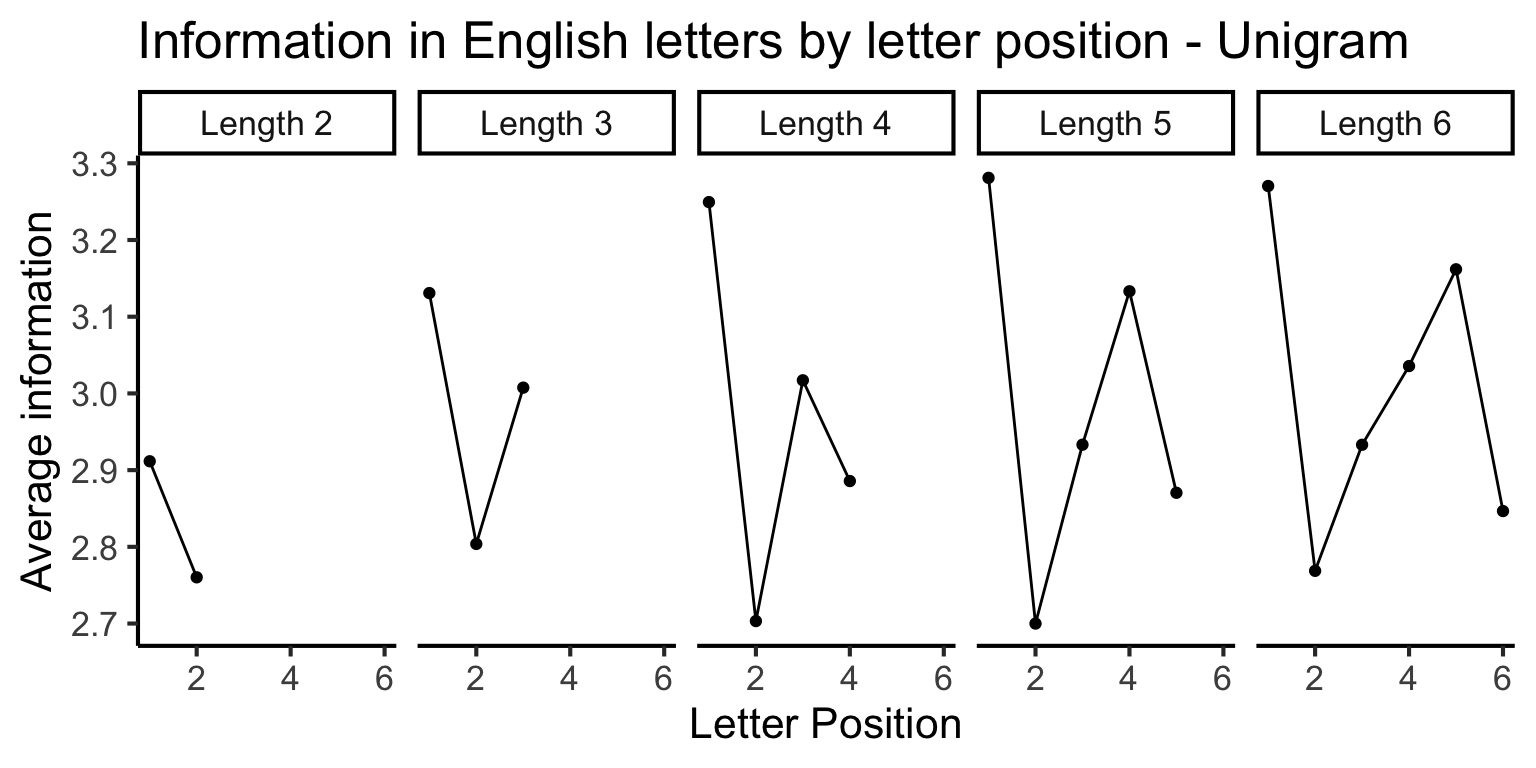 Information in English letters by letter position - Unigram
Length 2 Length 3 Length 4 Length 5 Length 6
Average information
3.3
3.2
3.1
3.0
2.9
2.8
2.7
2 4 6 2 4 6 2 4 6 2 4 6 2 4 6
Letter Position